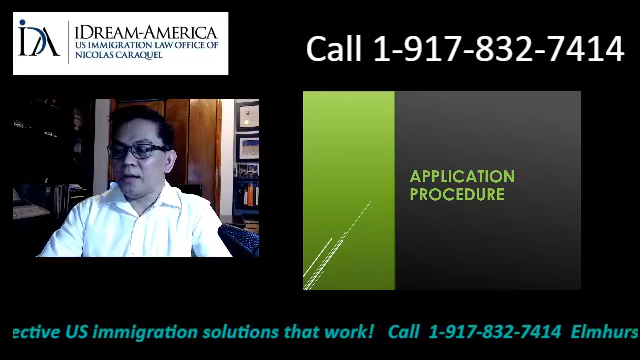 iDA
iDream-America
US IMMIGRATION LAW OFFICE OF
NICOLAS CARAQUEL
Call 1-917-832-7414
APPLICATION
PROCEDURE
ective US immigration solutions that work! Call 1-917-832-7414 Elmhurs